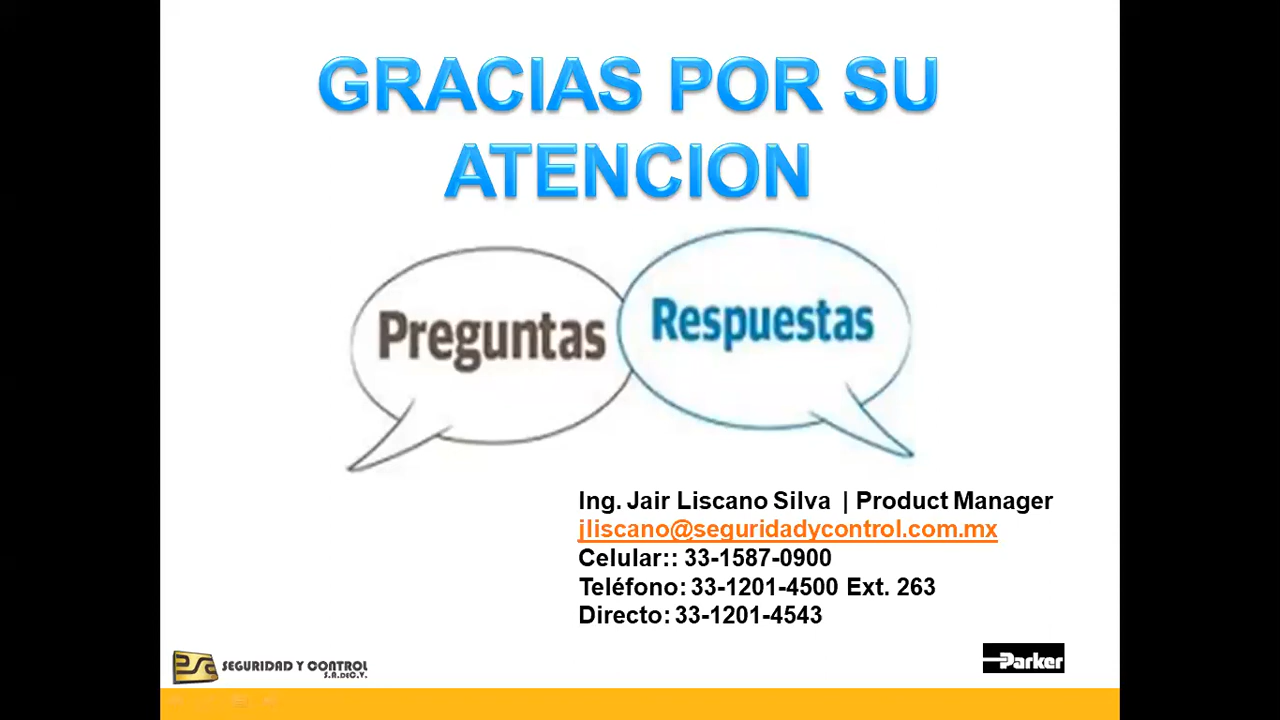 GRACIAS POR SU
ATENCION
Preguntas
Respuestas
Ing. Jair Liscano Silva | Product Manager
jliscano@seguridadycontrol.com.mx
Celular:: 33-1587-0900
Teléfono: 33-1201-4500 Ext. 263
Directo: 33-1201-4543
SEGURIDAD Y CONTROL
S.A. DE C.V.
Parker